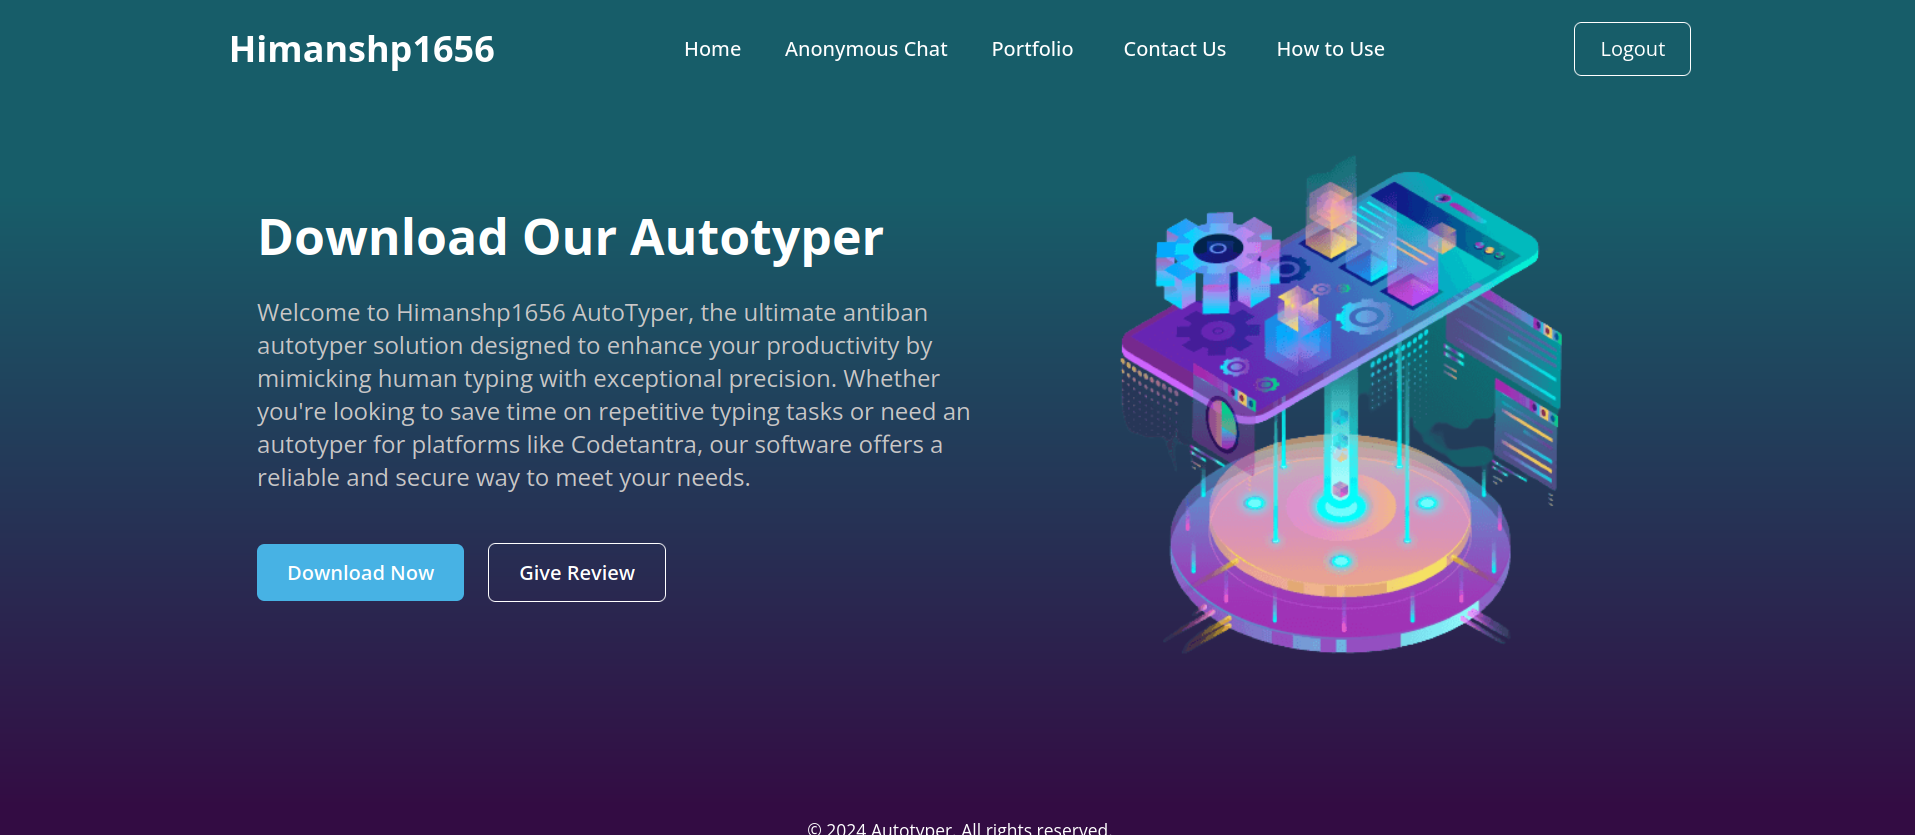 Himanshp1656
Home
Anonymous Chat
Portfolio
Contact Us
How to Use
Logout
Download Our Autotyper
Welcome to Himanshp1656 AutoTyper, the ultimate antiban
autotyper solution designed to enhance your productivity by
mimicking human typing with exceptional precision. Whether
you're looking to save time on repetitive typing tasks or need an
autotyper for platforms like Codetantra, our software offers a
reliable and secure way to meet your needs.
Download Now
Give Review
© 2024 Autotyper. All rights reserved.